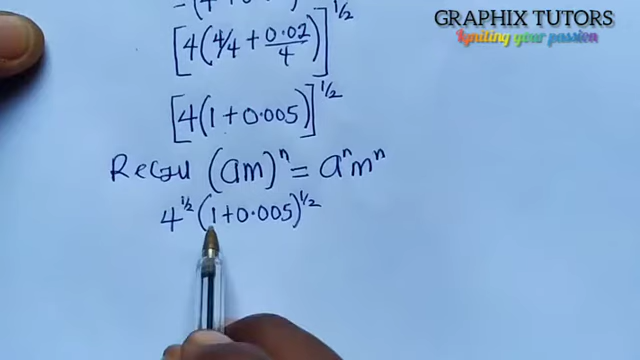 = (4 +
GRAPHIX TUTORS
Igniting your passion
[4(4/4 + 0.02/4)]^1/2
[4(1+0.005)]^1/2
Recall (am)^n = a^n m^n
4^1/2 (1+0.005)^1/2